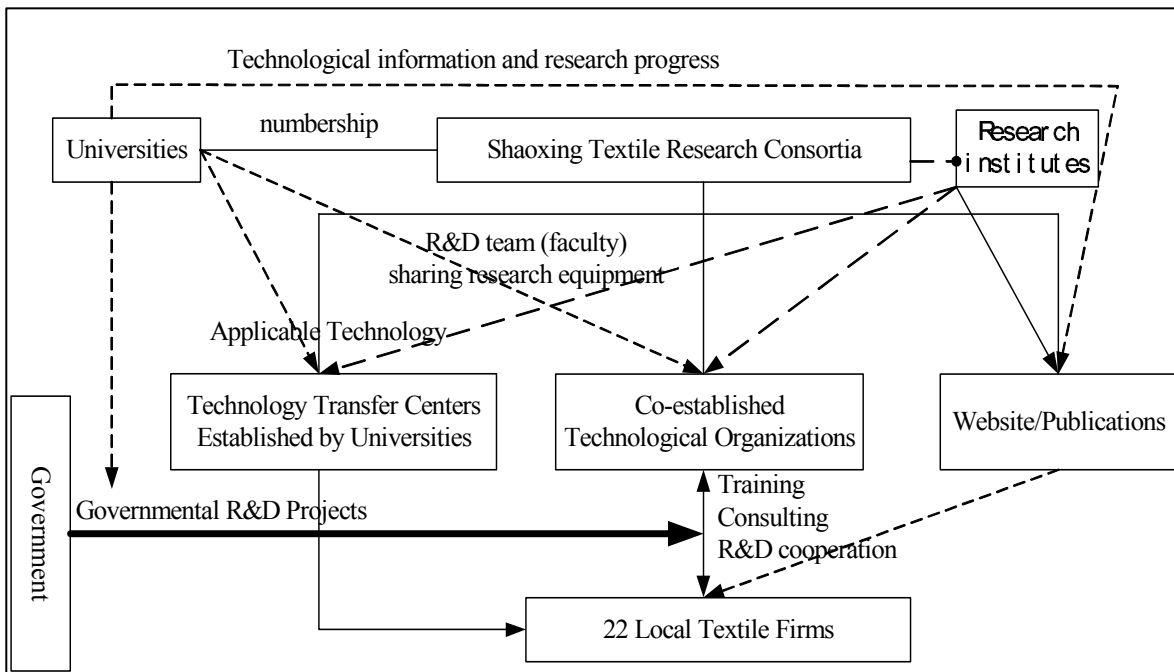 Technological information and research progress
Universities
numbership
Shaoxing Textile Research Consortia
Research
institutes
R&D team (faculty)
sharing research equipment
Applicable Technology
Technology Transfer Centers
Established by Universities
Co-established
Technological Organizations
Website/Publications
Government
Governmental R&D Projects
Training
Consulting
R&D cooperation
22 Local Textile Firms